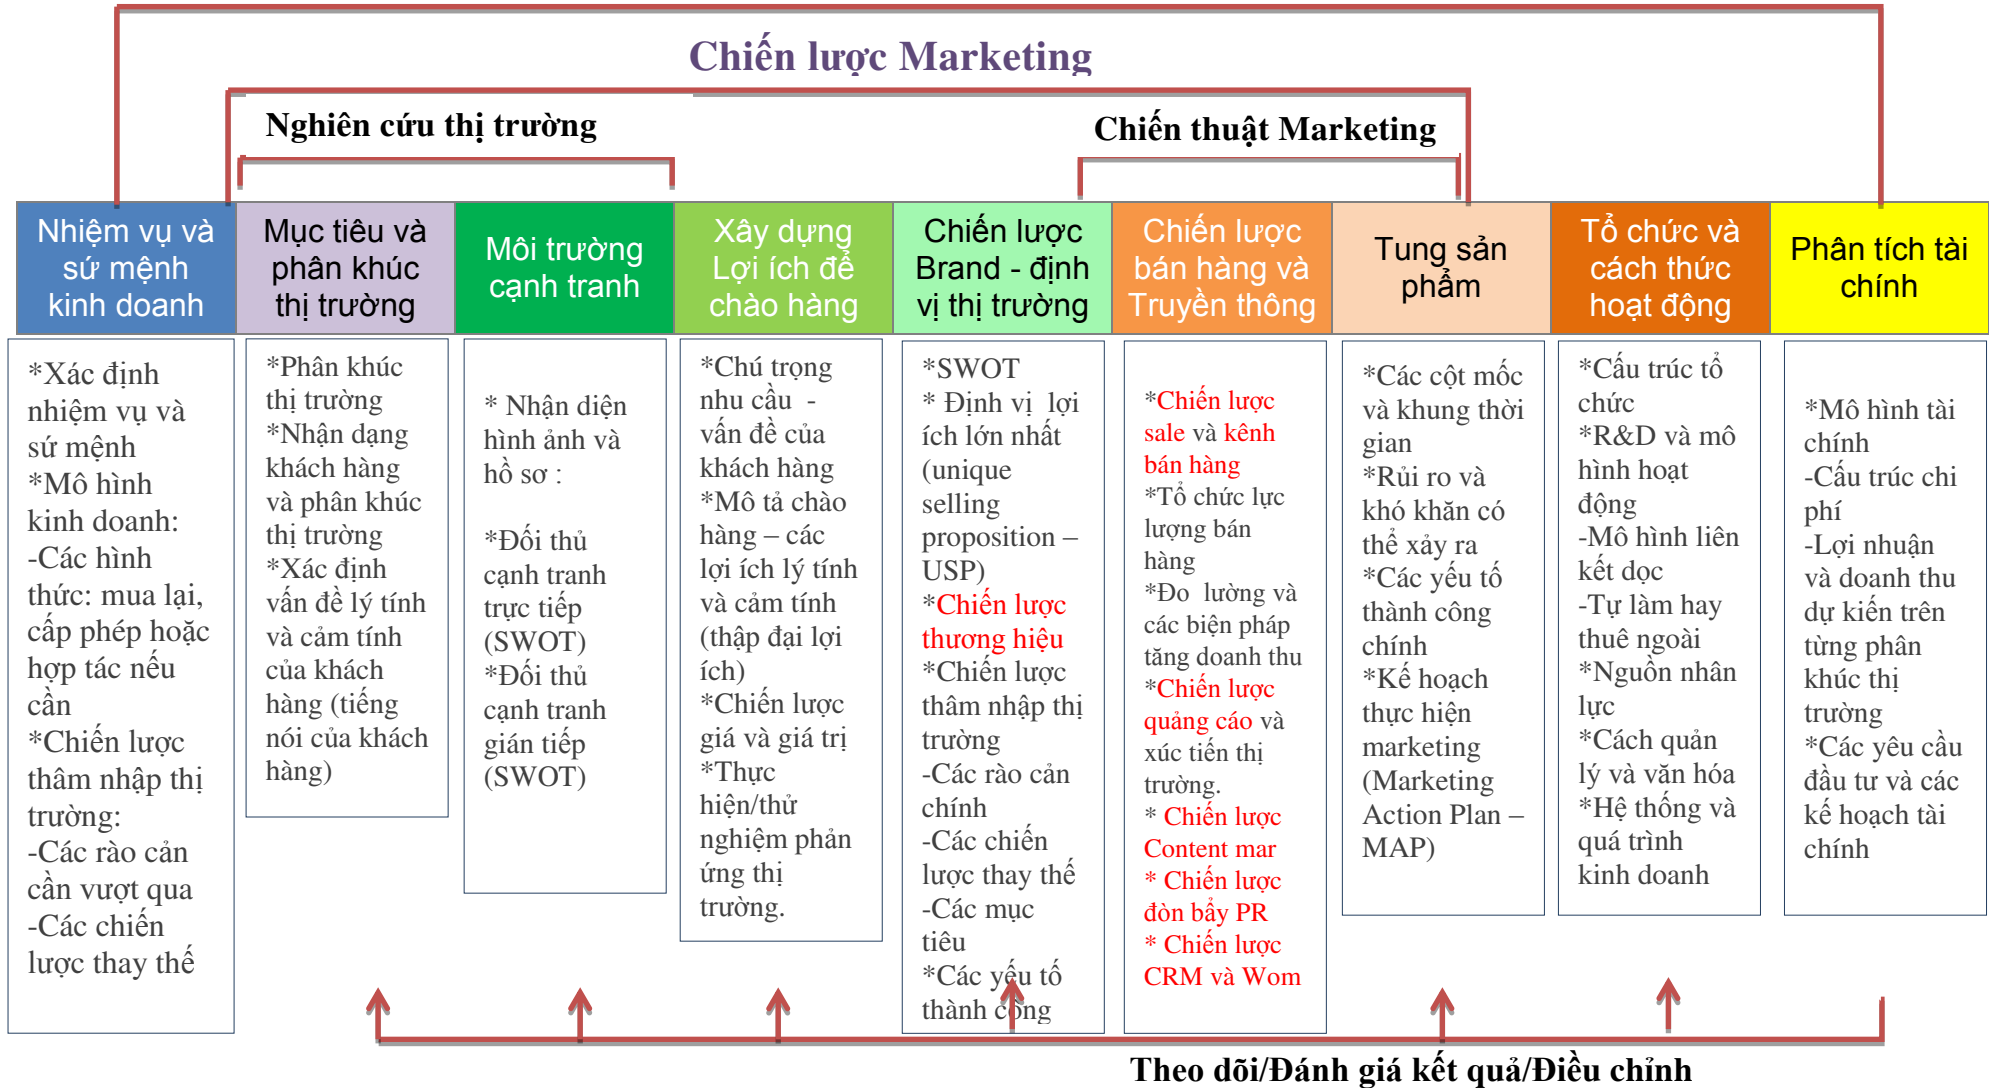 Chiến lược Marketing
Nghiên cứu thị trường
Chiến thuật Marketing
Nhiệm vụ và
sứ mệnh
kinh doanh
Mục tiêu và
phân khúc
thị trường
Môi trường
cạnh tranh
Xây dựng
Lợi ích để
chào hàng
Chiến lược
Brand - định
vị thị trường
Chiến lược
bán hàng và
Truyền thông
Tung sản
phẩm
Tổ chức và
cách thức
hoạt động
Phân tích tài
chính
*Xác định
nhiệm vụ và
sứ mệnh
*Mô hình
kinh doanh:
-Các hình
thức: mua lại,
cấp phép hoặc
hợp tác nếu
cần
*Chiến lược
thâm nhập thị
trường:
-Các rào cản
cần vượt qua
-Các chiến
lược thay thế
*Phân khúc
thị trường
*Nhận dạng
khách hàng
và phân khúc
thị trường
*Xác định
vấn đề lý tính
và cảm tính
của khách
hàng (tiếng
nói của khách
hàng)
* Nhận diện
hình ảnh và
hồ sơ :
*Đối thủ
cạnh tranh
trực tiếp
(SWOT)
*Đối thủ
cạnh tranh
gián tiếp
(SWOT)
*Chú trọng
nhu cầu -
vấn đề của
khách hàng
*Mô tả chào
hàng – các
lợi ích lý tính
và cảm tính
(thập đại lợi
ích)
*Chiến lược
giá và giá trị
*Thực
hiện/thử
nghiệm phản
ứng thị
trường.
*SWOT
* Định vị lợi
ích lớn nhất
(unique
selling
proposition –
USP)
*Chiến lược
thương hiệu
*Chiến lược
thâm nhập thị
trường
-Các rào cản
chính
-Các chiến
lược thay thế
-Các mục
tiêu
*Các yếu tố
thành công
*Chiến lược
sale và kênh
bán hàng
*Tổ chức lực
lượng bán
hàng
*Đo lường và
các biện pháp
tăng doanh thu
*Chiến lược
quảng cáo và
xúc tiến thị
trường.
* Chiến lược
Content mar
* Chiến lược
đòn bẩy PR
* Chiến lược
CRM và Wom
*Các cột mốc
và khung thời
gian
*Rủi ro và
khó khăn có
thể xảy ra
*Các yếu tố
thành công
chính
*Kế hoạch
thực hiện
marketing
(Marketing
Action Plan –
MAP)
*Cấu trúc tổ
chức
*R&D và mô
hình hoạt
động
-Mô hình liên
kết dọc
-Tự làm hay
thuê ngoài
*Nguồn nhân
lực
*Cách quản
lý và văn hóa
*Hệ thống và
quá trình
kinh doanh
*Mô hình tài
chính
-Cấu trúc chi
phí
-Lợi nhuận
và doanh thu
dự kiến trên
từng phân
khúc thị
trường
*Các yêu cầu
đầu tư và các
kế hoạch tài
chính
Theo dõi/Đánh giá kết quả/Điều chỉnh